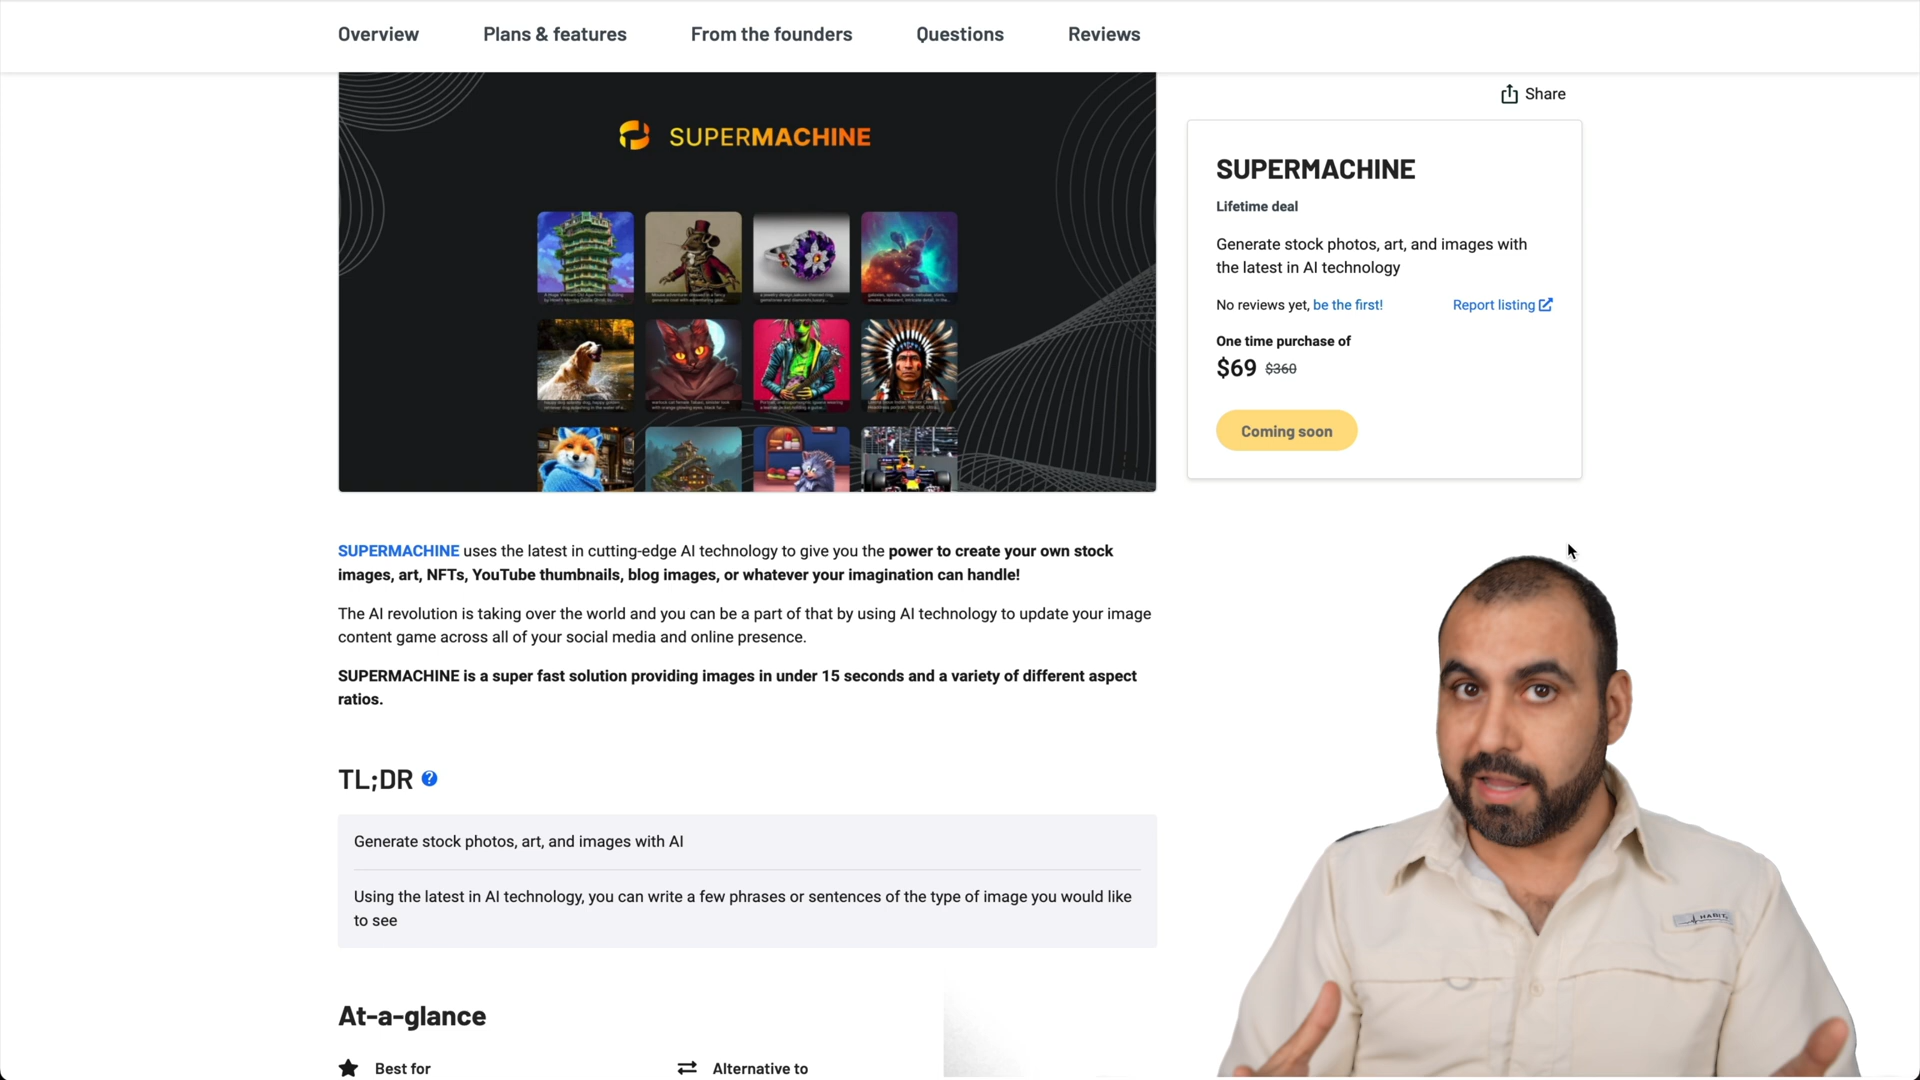 Overview
Plans & features
From the founders
Questions
Reviews
Share
SUPERMACHINE
SUPERMACHINE
Lifetime deal
Generate stock photos, art, and images with
the latest in AI technology
No reviews yet, be the first!
Report listing
One time purchase of
$69 $360
Coming soon
SUPERMACHINE uses the latest in cutting-edge AI technology to give you the power to create your own stock
images, art, NFTs, YouTube thumbnails, blog images, or whatever your imagination can handle!
The AI revolution is taking over the world and you can be a part of that by using AI technology to update your image
content game across all of your social media and online presence.
SUPERMACHINE is a super fast solution providing images in under 15 seconds and a variety of different aspect
ratios.
TL;DR ?
Generate stock photos, art, and images with AI
Using the latest in AI technology, you can write a few phrases or sentences of the type of image you would like
to see
HABIT
At-a-glance
Best for
Alternative to